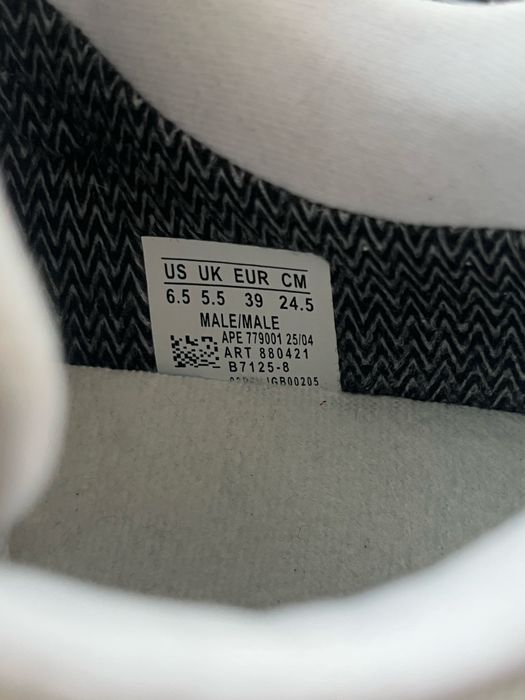 US UK EUR CM
6.5 5.5 39 24.5
MALE/MALE
APE 779001 25/04
ART 880421
B7125-8
IGB00205